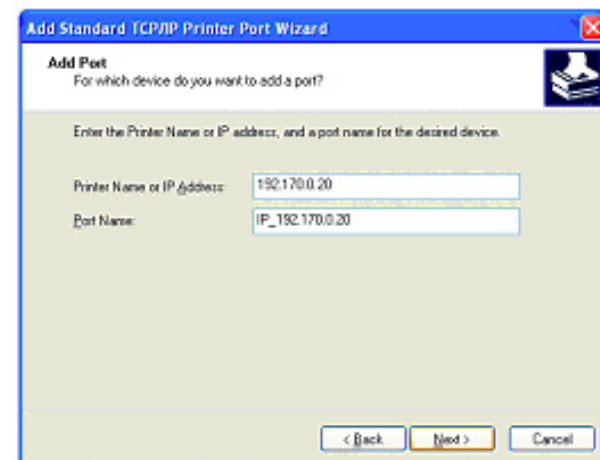 Add Standard TCP/IP Printer Port Wizard
Add Port
For which device do you want to add a port?
Enter the Printer Name or IP address, and a port name for the desired device.
Printer Name or IP Address: 192.170.0.20
Port Name: IP_192.170.0.20
< Back Next > Cancel